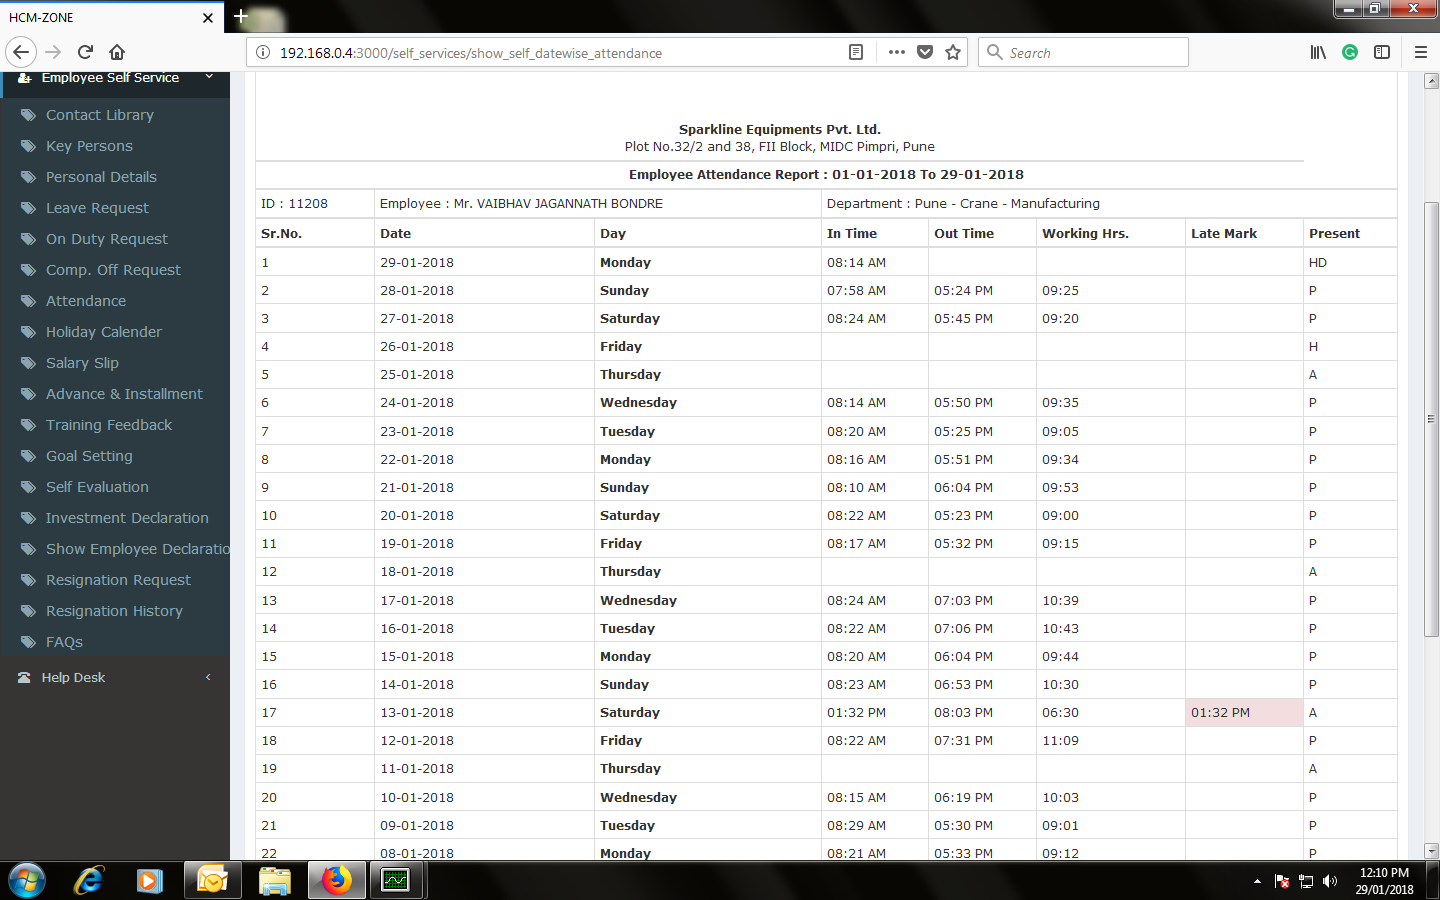 HCM-ZONE
192.168.0.4:3000/self_services/show_self_datewise_attendance
Search
Employee Self Service
Contact Library
Key Persons
Personal Details
Leave Request
On Duty Request
Comp. Off Request
Attendance
Holiday Calender
Salary Slip
Advance & Installment
Training Feedback
Goal Setting
Self Evaluation
Investment Declaration
Show Employee Declaratio
Resignation Request
Resignation History
FAQs
Help Desk
Sparkline Equipments Pvt. Ltd.
Plot No.32/2 and 38, FII Block, MIDC Pimpri, Pune
Employee Attendance Report : 01-01-2018 To 29-01-2018
ID : 11208 Employee : Mr. VAIBHAV JAGANNATH BONDRE Department : Pune - Crane - Manufacturing
Sr.No. Date Day In Time Out Time Working Hrs. Late Mark Present
1 29-01-2018 Monday 08:14 AM HD
2 28-01-2018 Sunday 07:58 AM 05:24 PM 09:25 P
3 27-01-2018 Saturday 08:24 AM 05:45 PM 09:20 P
4 26-01-2018 Friday H
5 25-01-2018 Thursday A
6 24-01-2018 Wednesday 08:14 AM 05:50 PM 09:35 P
7 23-01-2018 Tuesday 08:20 AM 05:25 PM 09:05 P
8 22-01-2018 Monday 08:16 AM 05:51 PM 09:34 P
9 21-01-2018 Sunday 08:10 AM 06:04 PM 09:53 P
10 20-01-2018 Saturday 08:22 AM 05:23 PM 09:00 P
11 19-01-2018 Friday 08:17 AM 05:32 PM 09:15 P
12 18-01-2018 Thursday A
13 17-01-2018 Wednesday 08:24 AM 07:03 PM 10:39 P
14 16-01-2018 Tuesday 08:22 AM 07:06 PM 10:43 P
15 15-01-2018 Monday 08:20 AM 06:04 PM 09:44 P
16 14-01-2018 Sunday 08:23 AM 06:53 PM 10:30 P
17 13-01-2018 Saturday 01:32 PM 08:03 PM 06:30 01:32 PM A
18 12-01-2018 Friday 08:22 AM 07:31 PM 11:09 P
19 11-01-2018 Thursday A
20 10-01-2018 Wednesday 08:15 AM 06:19 PM 10:03 P
21 09-01-2018 Tuesday 08:29 AM 05:30 PM 09:01 P
22 08-01-2018 Monday 08:21 AM 05:33 PM 09:12 P
12:10 PM
29/01/2018